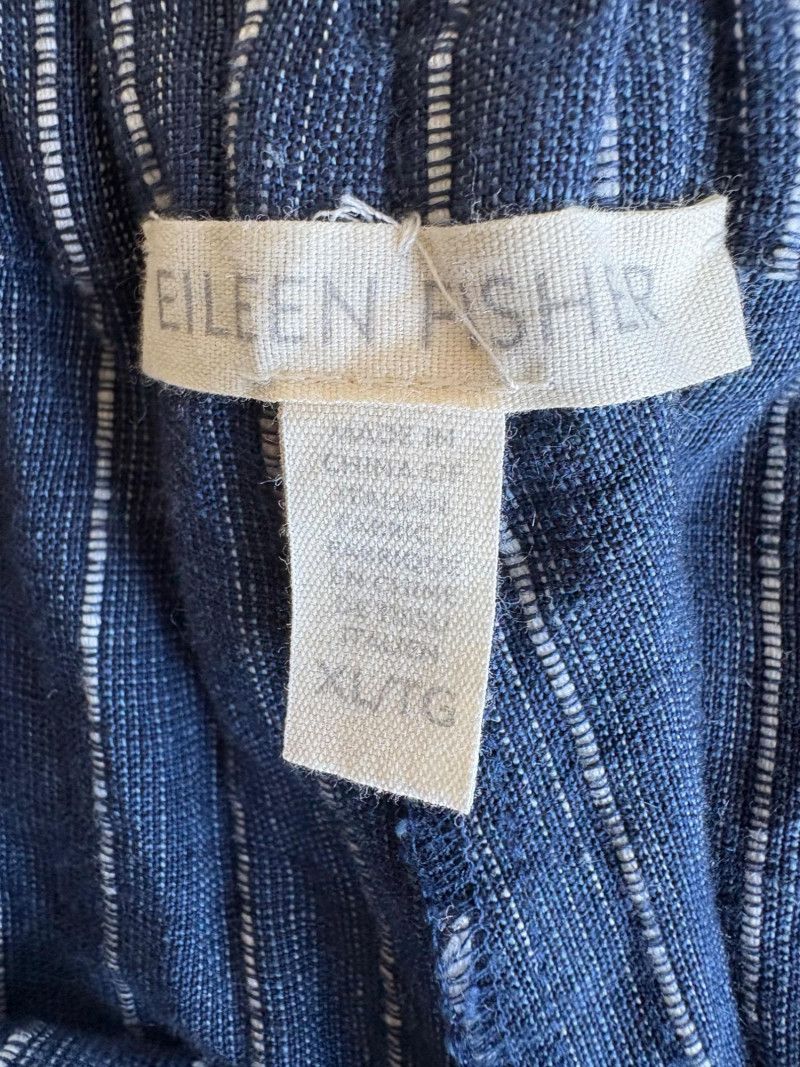 EILEEN FISHER
MADE IN
CHINA OF
ITALIAN
FABRIC
FABRIQUÉ
EN CHINE
DE TISSU
ITALIEN
XL/TG